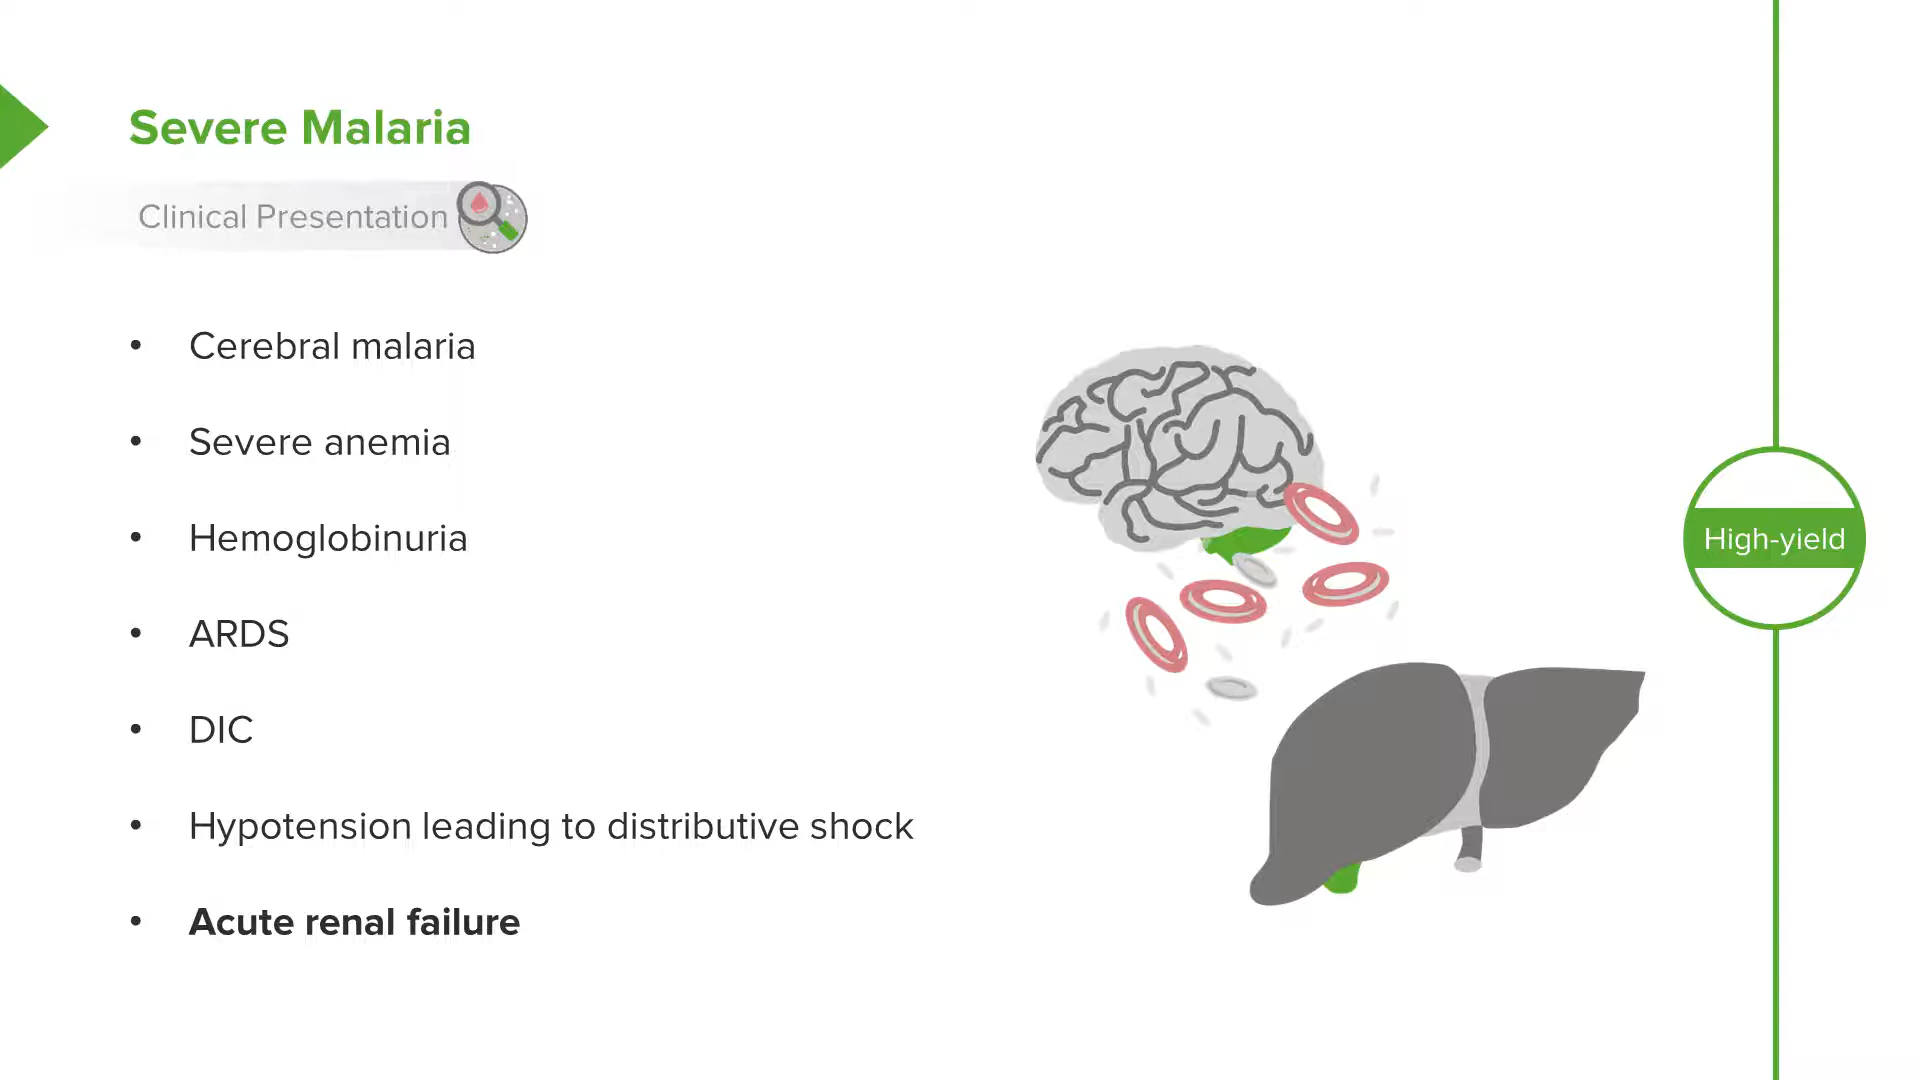 Severe Malaria
Clinical Presentation
• Cerebral malaria
• Severe anemia
• Hemoglobinuria
• ARDS
• DIC
• Hypotension leading to distributive shock
• Acute renal failure
High-yield